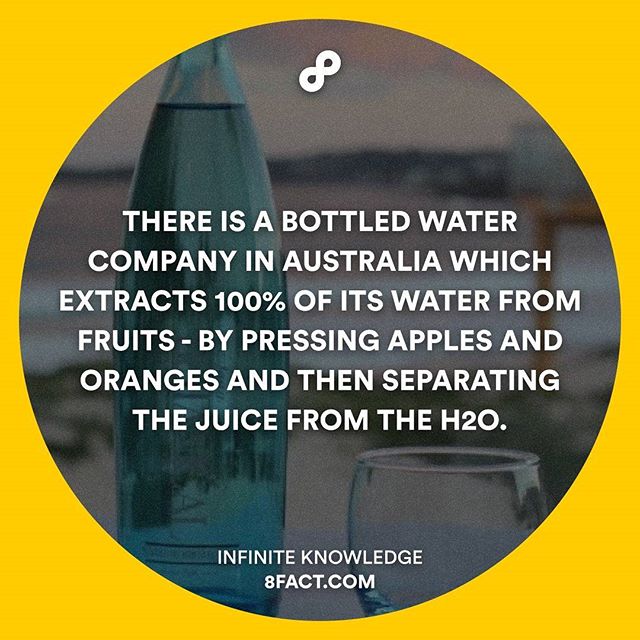 THERE IS A BOTTLED WATER
COMPANY IN AUSTRALIA WHICH
EXTRACTS 100% OF ITS WATER FROM
FRUITS - BY PRESSING APPLES AND
ORANGES AND THEN SEPARATING
THE JUICE FROM THE H2O.
INFINITE KNOWLEDGE
8FACT.COM